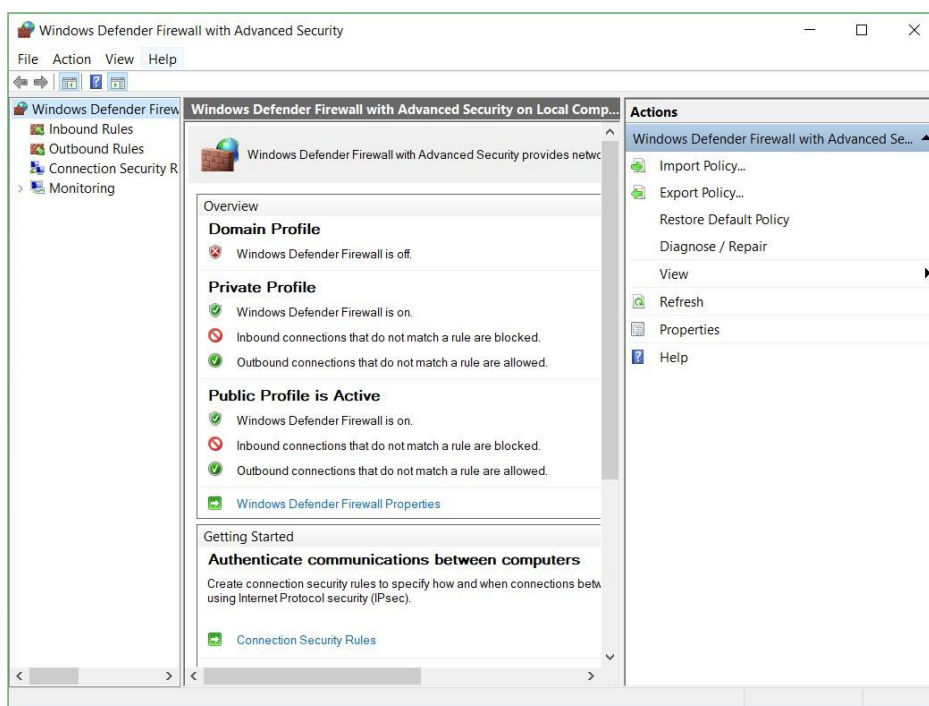 Windows Defender Firewall with Advanced Security
File Action View Help
Windows Defender Firew
Inbound Rules
Outbound Rules
Connection Security R
Monitoring
Windows Defender Firewall with Advanced Security on Local Comp...
Windows Defender Firewall with Advanced Security provides netwc
Overview
Domain Profile
Windows Defender Firewall is off.
Private Profile
Windows Defender Firewall is on.
Inbound connections that do not match a rule are blocked.
Outbound connections that do not match a rule are allowed.
Public Profile is Active
Windows Defender Firewall is on.
Inbound connections that do not match a rule are blocked.
Outbound connections that do not match a rule are allowed.
Windows Defender Firewall Properties
Getting Started
Authenticate communications between computers
Create connection security rules to specify how and when connections betw
using Internet Protocol security (IPsec).
Connection Security Rules
Actions
Windows Defender Firewall with Advanced Se...
Import Policy...
Export Policy...
Restore Default Policy
Diagnose / Repair
View
Refresh
Properties
Help